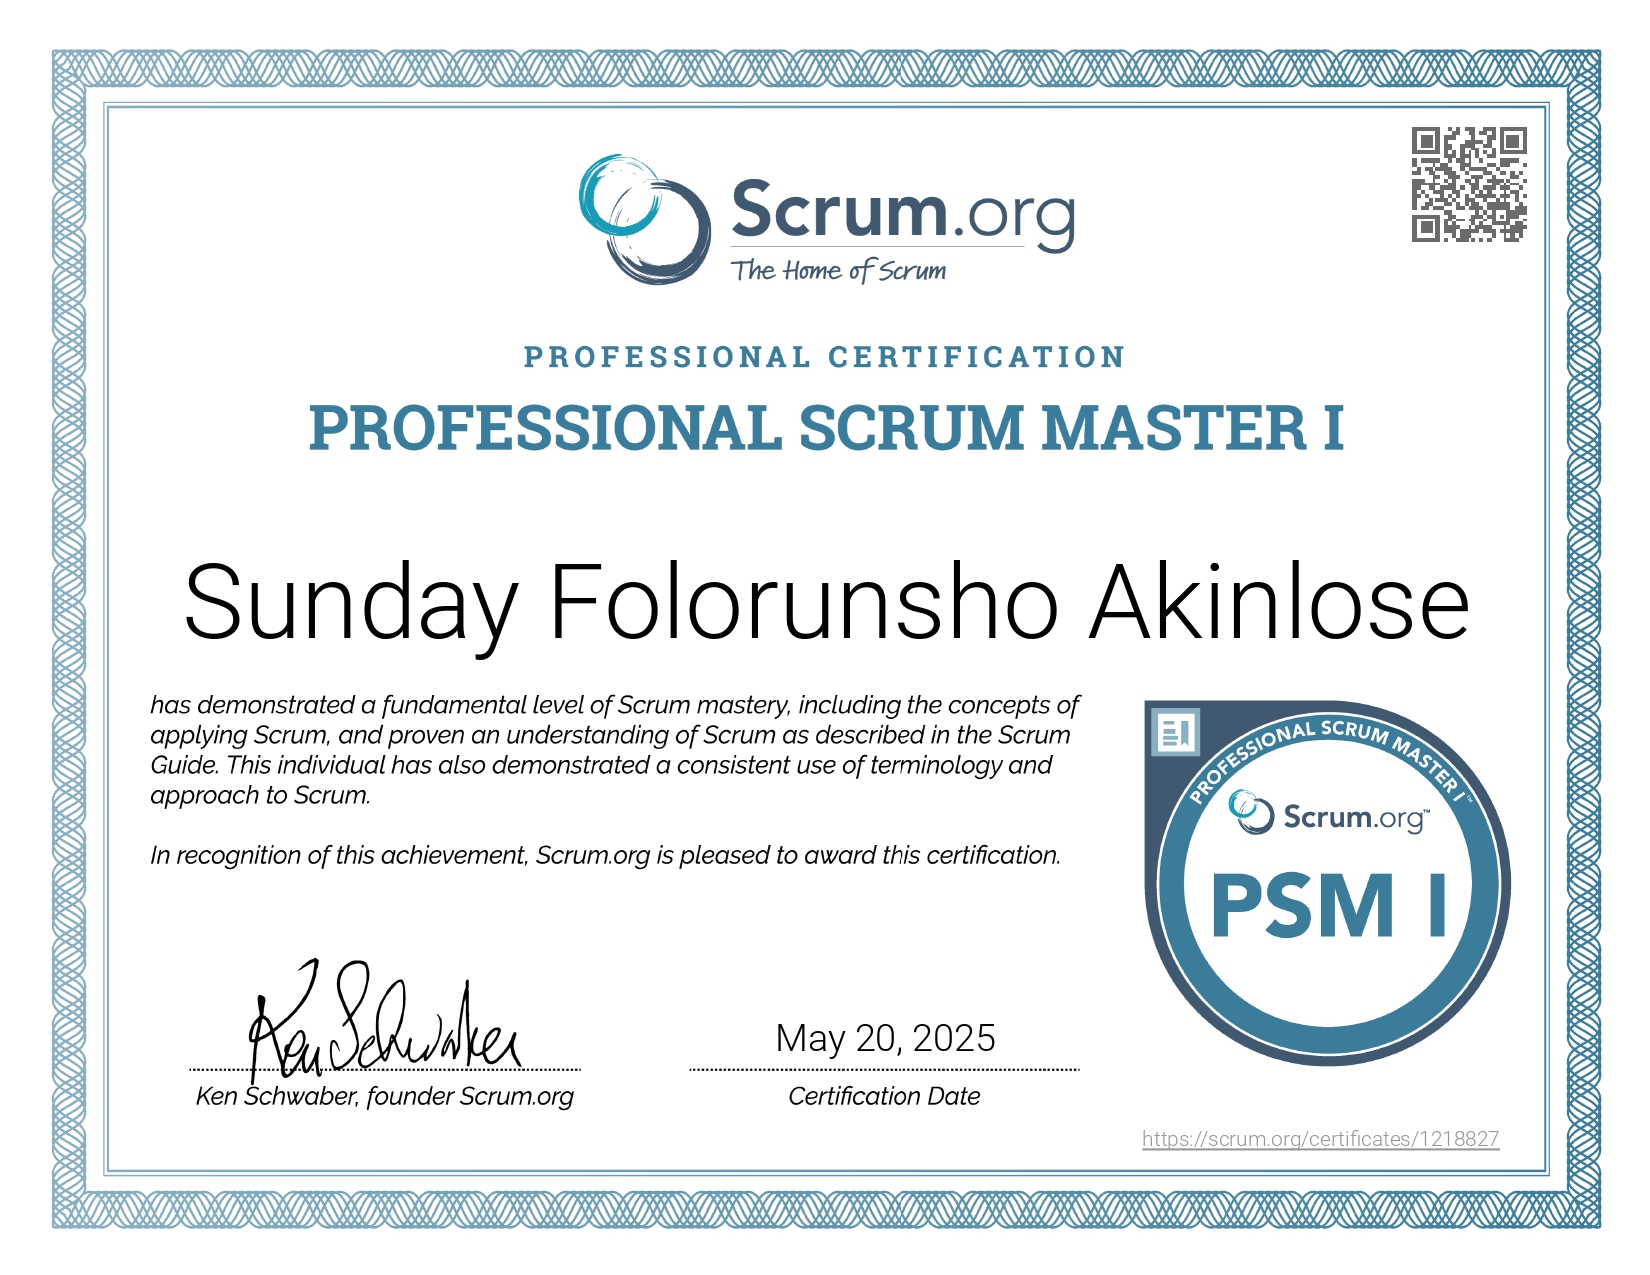 Scrum.org
The Home of Scrum
PROFESSIONAL CERTIFICATION
PROFESSIONAL SCRUM MASTER I
Sunday Folorunsho Akinlose
has demonstrated a fundamental level of Scrum mastery, including the concepts of
applying Scrum, and proven an understanding of Scrum as described in the Scrum
Guide. This individual has also demonstrated a consistent use of terminology and
approach to Scrum.
In recognition of this achievement, Scrum.org is pleased to award this certification.
PROFESSIONAL SCRUM MASTER I™
Scrum.org™
PSM I
Ken Schwaber
May 20, 2025
Ken Schwaber, founder Scrum.org
Certification Date
https://scrum.org/certificates/1218827